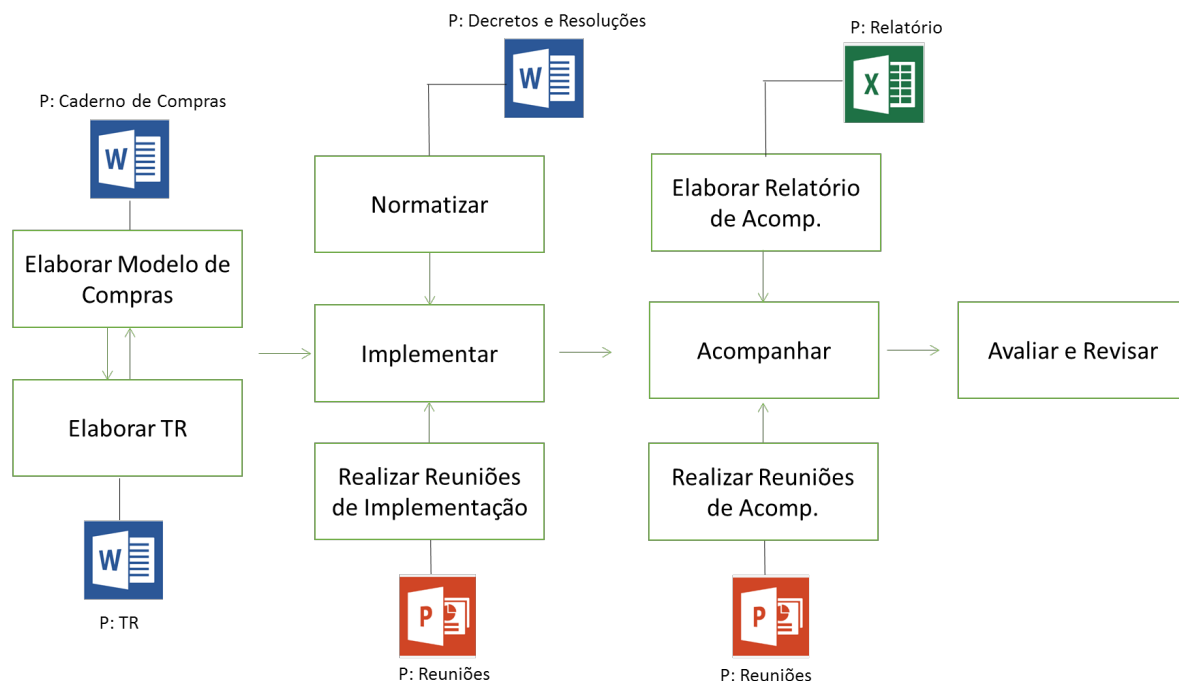 P: Decretos e Resoluções
P: Relatório
P: Caderno de Compras
W
W
X
Normatizar
Elaborar Relatório
de Acomp.
Elaborar Modelo de
Compras
Implementar
Acompanhar
Avaliar e Revisar
Elaborar TR
Realizar Reuniões
de Implementação
Realizar Reuniões
de Acomp.
W
P: TR
P
P
P: Reuniões
P: Reuniões